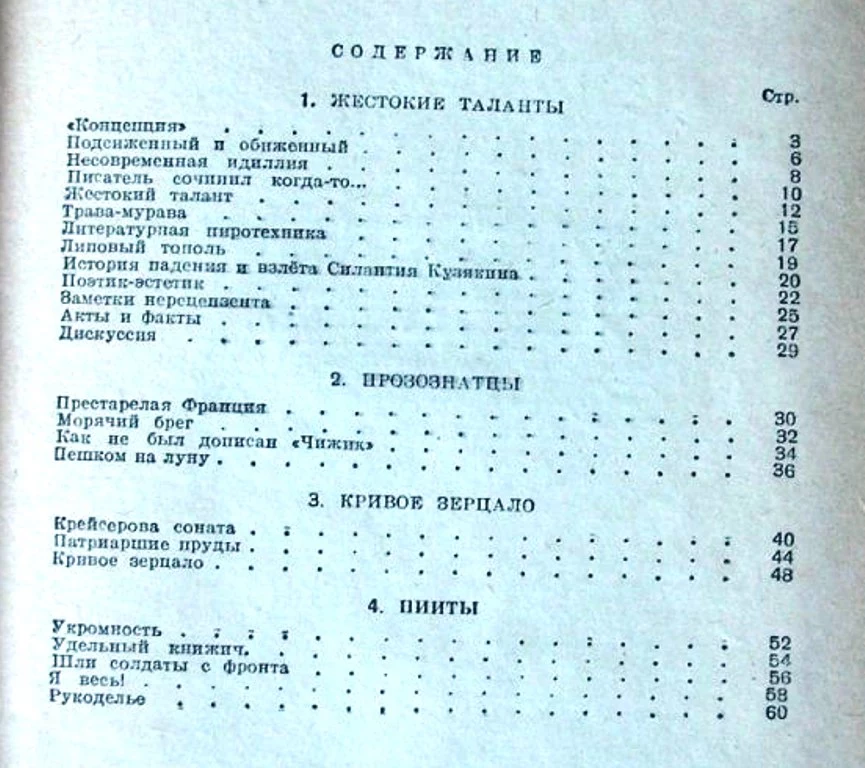 СОДЕРЖАНИЕ
Стр.
1. ЖЕСТОКИЕ ТАЛАНТЫ
«Концепция» . . . . . . . . . . . . . 3
Подсиженный и обиженный . . . . . . . . . . 6
Несовременная идиллия . . . . . . . . . . . 8
Писатель сочинил когда-то... . . . . . . . . . . 10
Жестокий талант . . . . . . . . . . . . 12
Трава-мурава . . . . . . . . . . . . . 15
Литературная пиротехника . . . . . . . . . . 17
Липовый тополь . . . . . . . . . . . . 19
История падения и взлёта Силантия Кузякина . . . . . . 20
Поэтик-эстетик . . . . . . . . . . . . 22
Заметки нерецензента . . . . . . . . . . . 25
Акты и факты . . . . . . . . . . . . . 27
Дискуссия . . . . . . . . . . . . . . 29
2. ПРОЗОЗНАТЦЫ
Престарелая Франция . . . . . . . . . . . 30
Морячий брег . . . . . . . . . . . . . 32
Как не был дописан «Чижик» . . . . . . . . . 34
Пешком на луну . . . . . . . . . . . . . 36
3. КРИВОЕ ЗЕРЦАЛО
Крейсерова соната . . . . . . . . . . . . 40
Патриаршие пруды . . . . . . . . . . . . 44
Кривое зерцало . . . . . . . . . . . . . 48
4. ПИИТЫ
Укромность . . . . . . . . . . . . . . 52
Удельный книжич. . . . . . . . . . . . . 54
Шли солдаты с фронта . . . . . . . . . . . 56
Я весь! . . . . . . . . . . . . . . . 58
Рукоделье . . . . . . . . . . . . . . 60